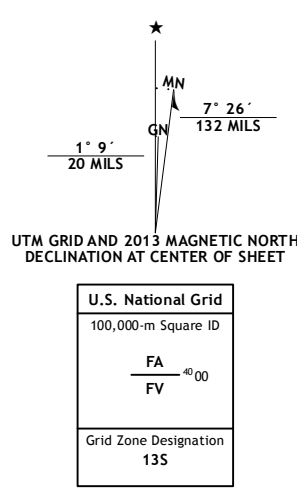 ★
MN
7° 26´
132 MILS
GN
1° 9´
20 MILS
UTM GRID AND 2013 MAGNETIC NORTH
DECLINATION AT CENTER OF SHEET
U.S. National Grid
100,000-m Square ID
FA
4000
FV
Grid Zone Designation
13S